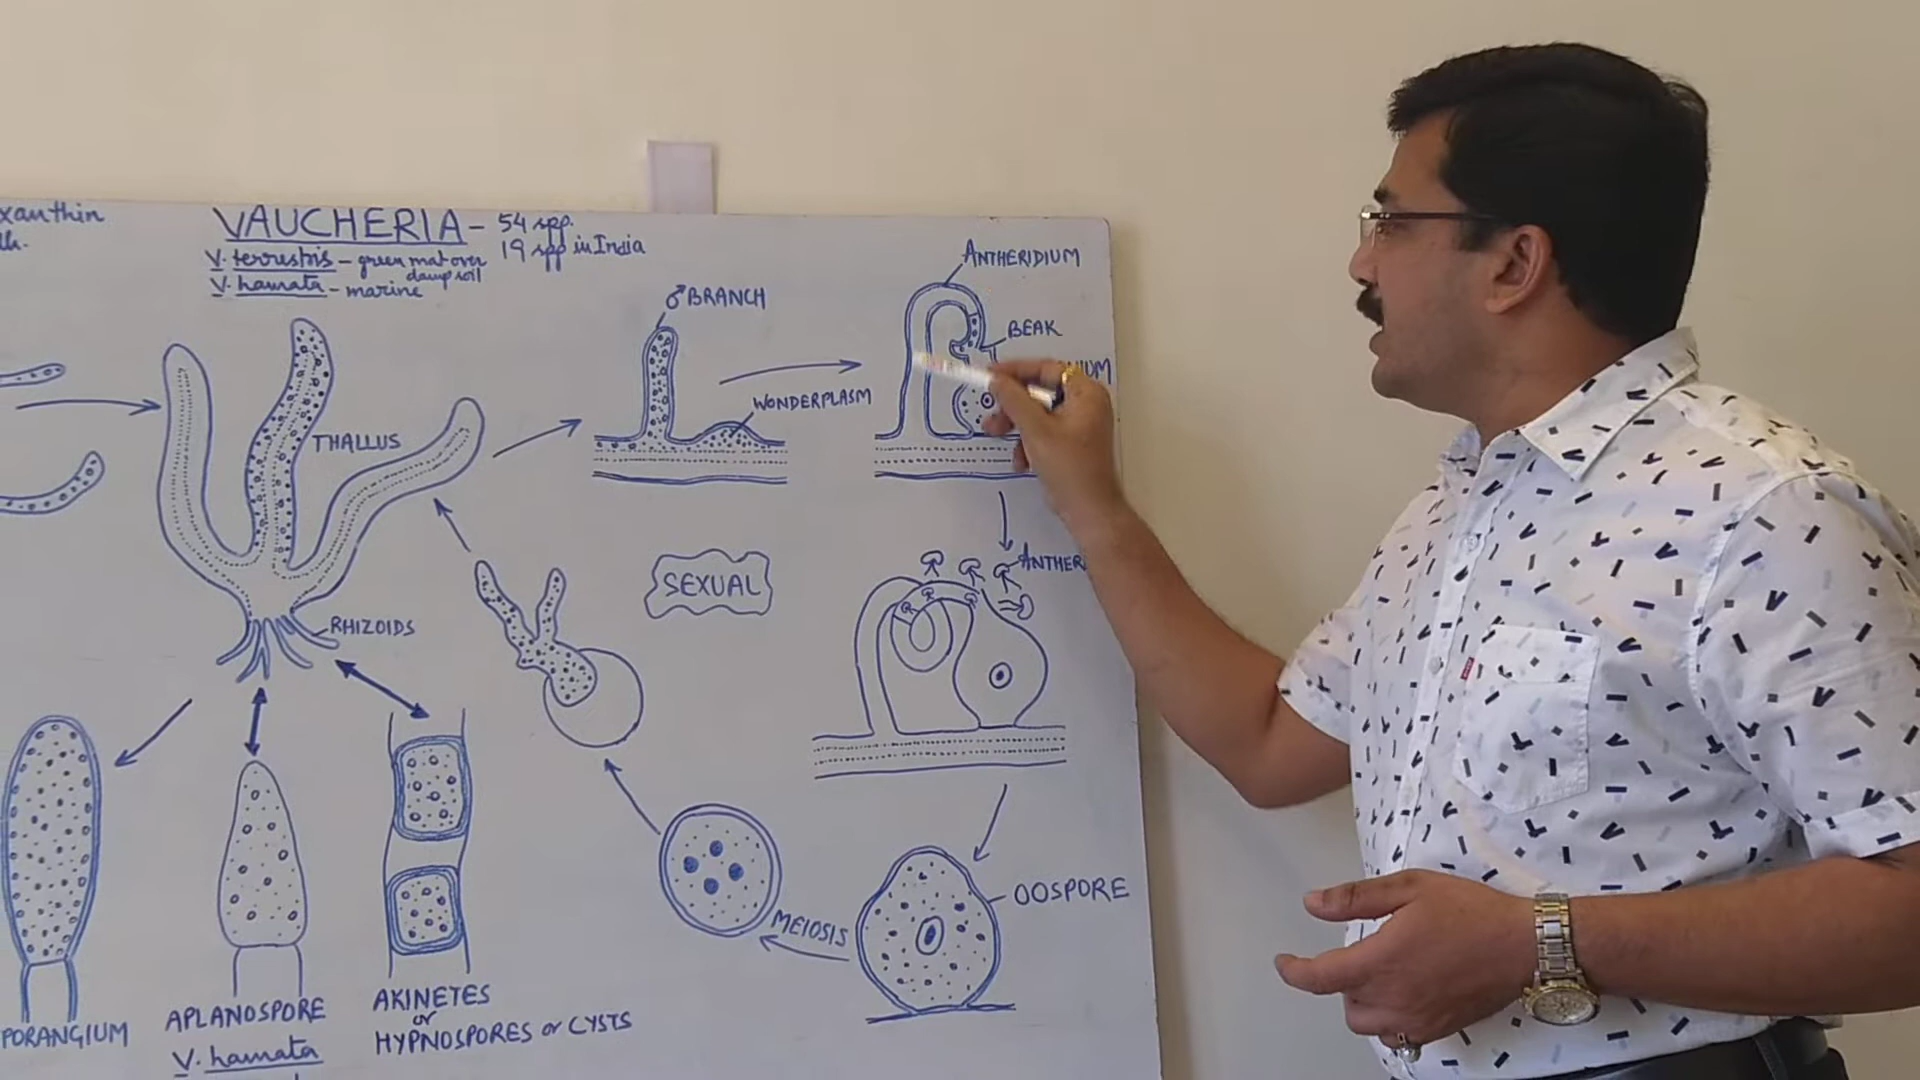 xanthin
VAUCHERIA - 54 spp.
19 spp in India
V. terrestris - green mat over
damp soil
V. hamata - marine
♂ BRANCH
ANTHERIDIUM
BEAK
WONDERPLASM
THALLUS
SEXUAL
RHIZOIDS
MEIOSIS
OOSPORE
PORANGIUM
APLANOSPORE
V. hamata
AKINETES
or
HYPNOSPORES or CYSTS